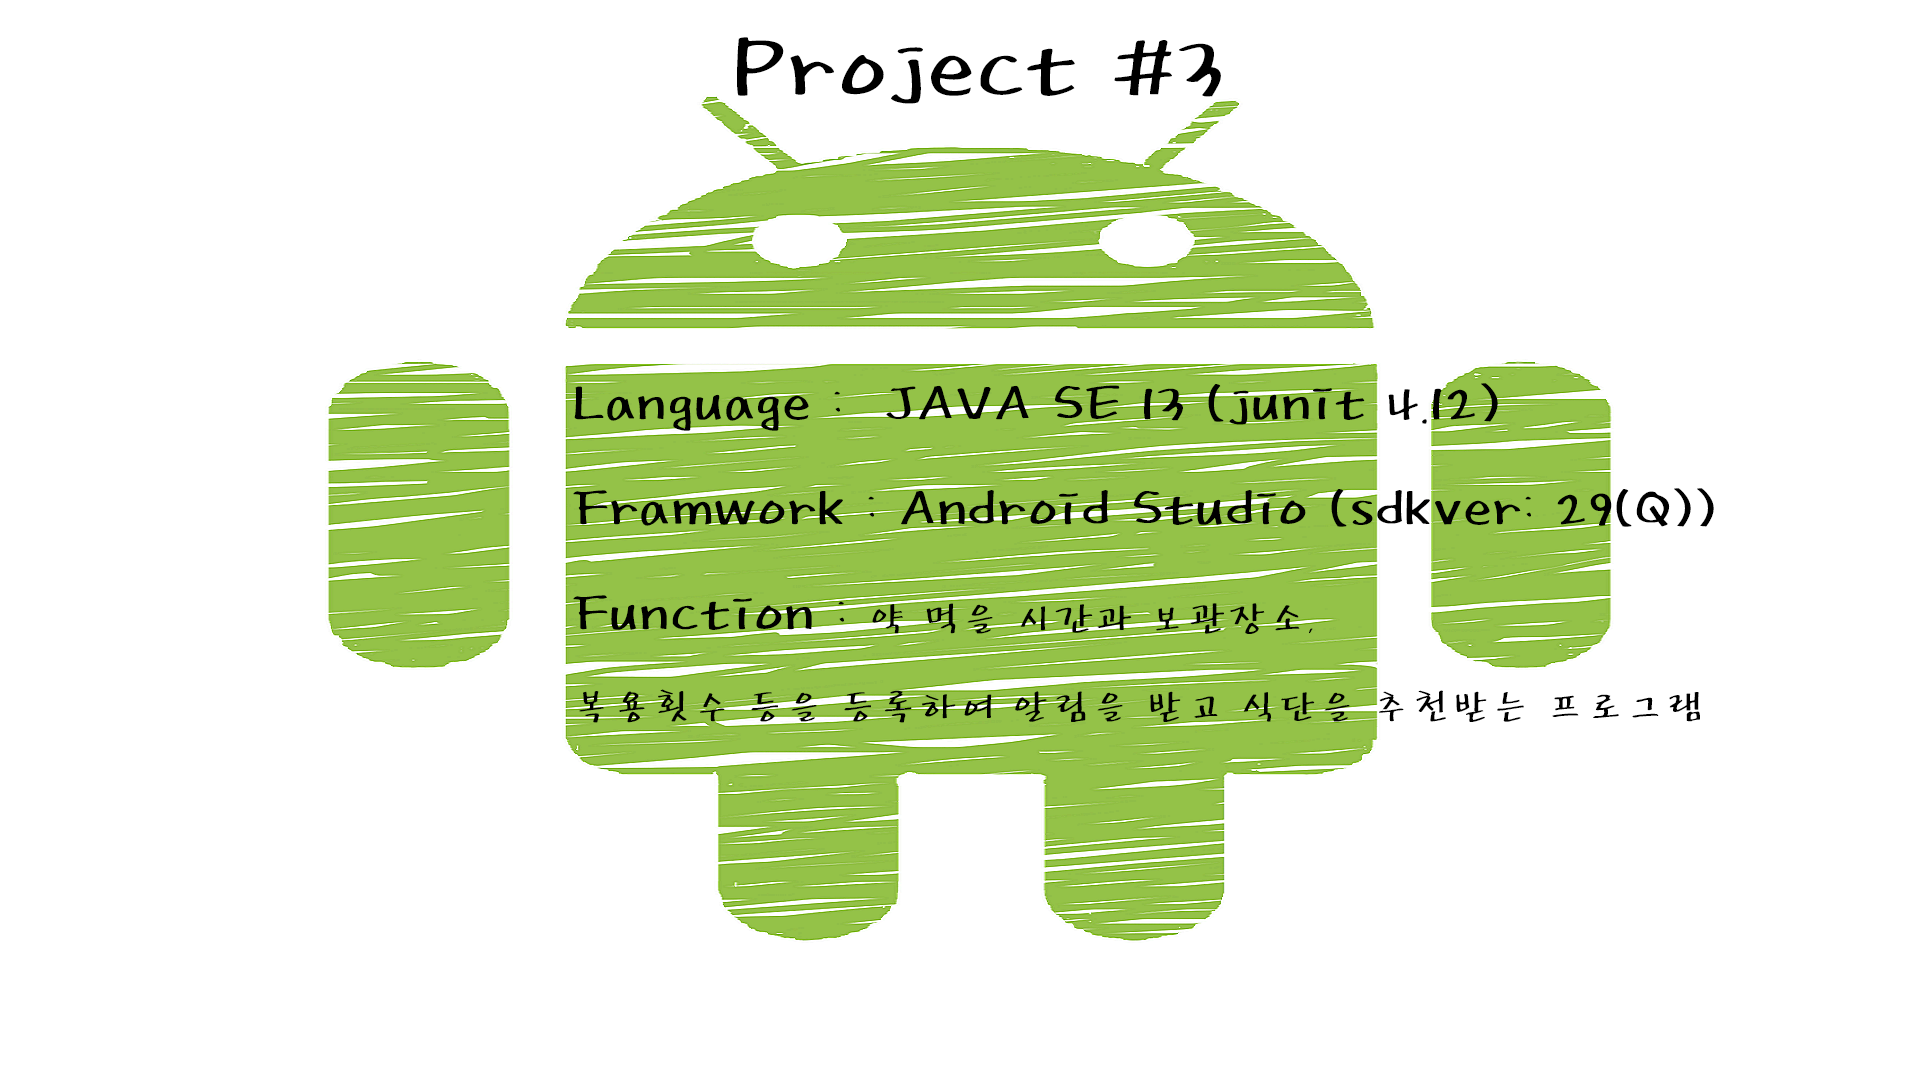 Project #3
Language : JAVA SE 13 (junit 4.12)
Framwork : Android Studio (sdkver: 29(Q))
Function : 약 먹을 시간과 보관장소,
복용횟수 등을 등록하여 알림을 받고 식단을 추천받는 프로그램